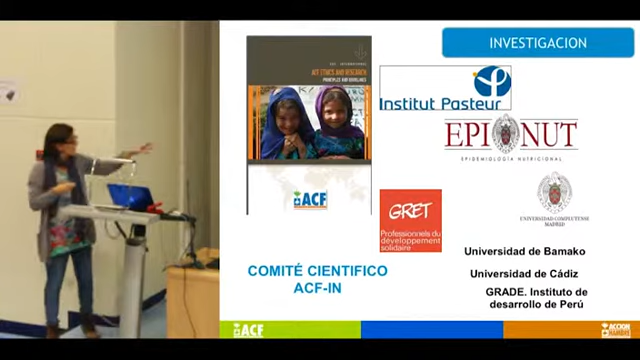 INVESTIGACION
ACF ETHICS AND RESEARCH
PRINCIPLES AND GUIDELINES
ACF
Institut Pasteur
EPINUT
EPIDEMIOLOGÍA NUTRICIONAL
UNIVERSIDAD COMPLUTENSE
MADRID
GRET
Professionnels du
développement
solidaire
Universidad de Bamako
Universidad de Cádiz
GRADE. Instituto de
desarrollo de Perú
COMITÉ CIENTIFICO
ACF-IN
ACF
ACCION
HAMBRE